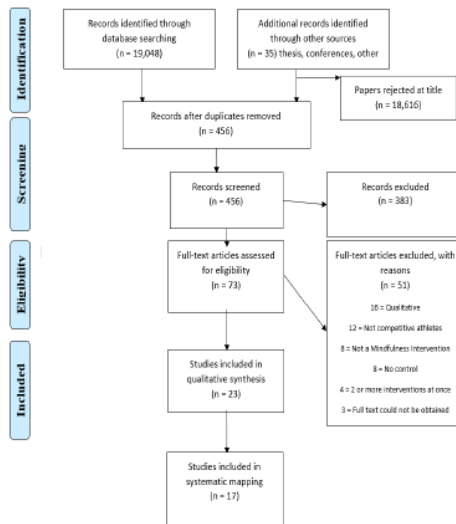 Identification
Records identified through
database searching
(n = 19,048)
Additional records identified
through other sources
(n = 35) thesis, conferences, other
Papers rejected at title
(n = 18,616)
Records after duplicates removed
(n = 456)
Screening
Records screened
(n = 456)
Records excluded
(n = 383)
Eligibility
Full-text articles assessed
for eligibility
(n = 73)
Full-text articles excluded, with
reasons
(n = 51)
16 = Qualitative
12 = Not competitive athletes
8 = Not a Mindfulness Intervention
8 = No control
4 = 2 or more Interventions at once
3 = Full text could not be obtained
Included
Studies included in
qualitative synthesis
(n = 23)
Studies included in
systematic mapping
(n = 17)